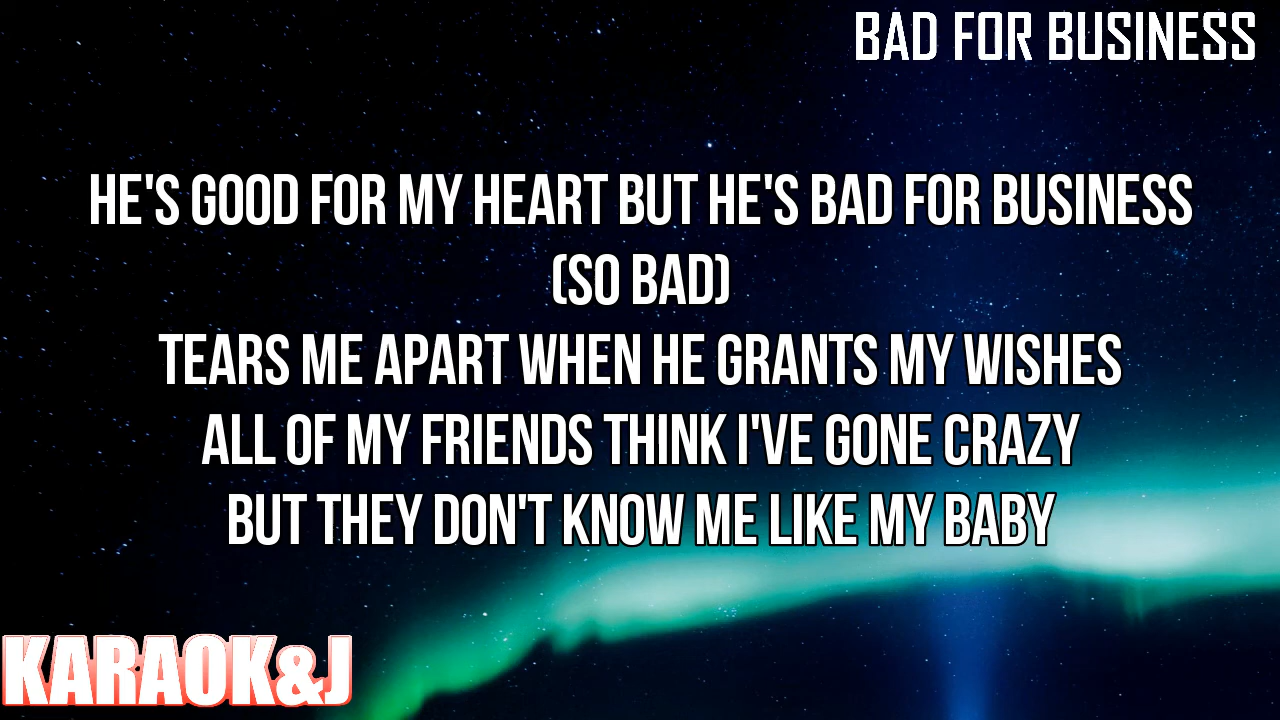 BAD FOR BUSINESS
HE'S GOOD FOR MY HEART BUT HE'S BAD FOR BUSINESS
(SO BAD)
TEARS ME APART WHEN HE GRANTS MY WISHES
ALL OF MY FRIENDS THINK I'VE GONE CRAZY
BUT THEY DON'T KNOW ME LIKE MY BABY
KARAOK&J